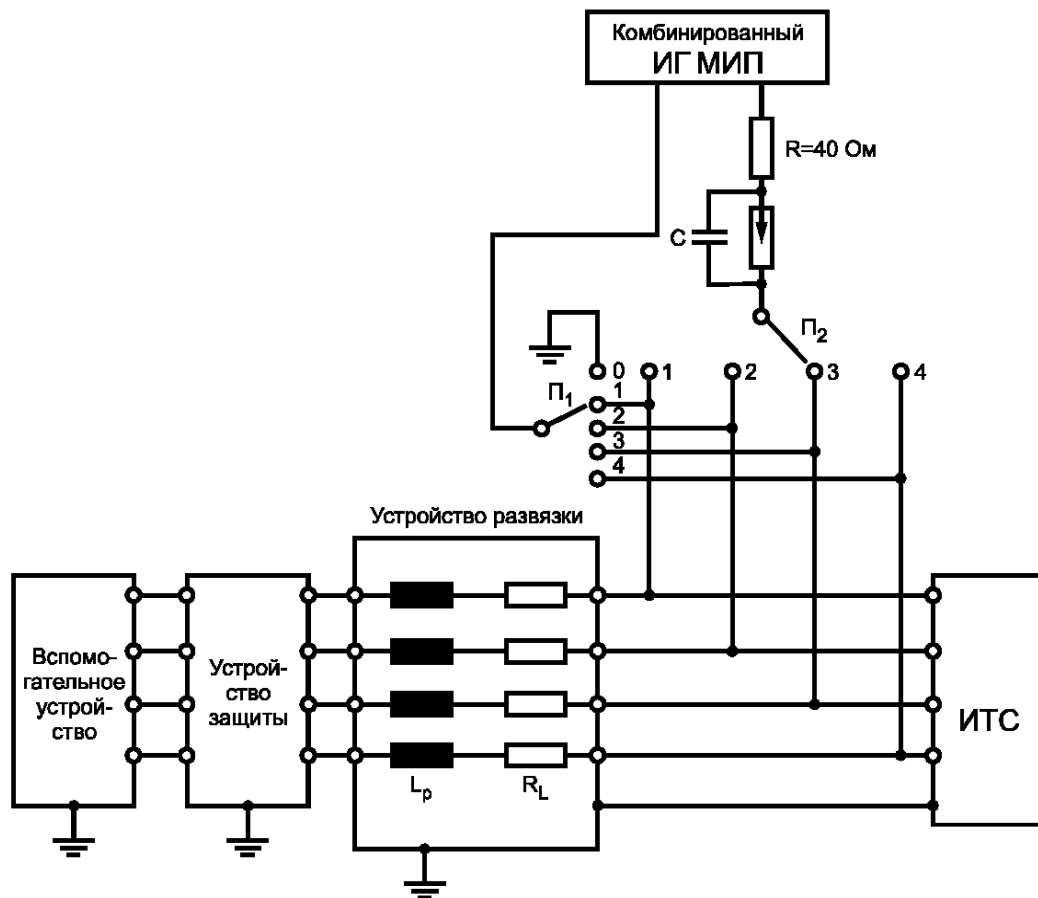 Комбинированный
ИГ МИП
R=40 Ом
С
П2
0
1
2
3
4
П1
1
2
3
4
Устройство развязки
Вспомо-
гательное
устрой-
ство
Устрой-
ство
защиты
Lр
RL
ИТС